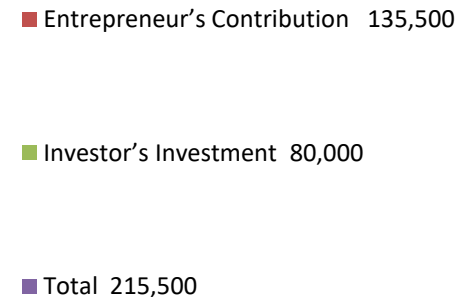 Entrepreneur’s Contribution 135,500
Investor’s Investment 80,000
Total 215,500